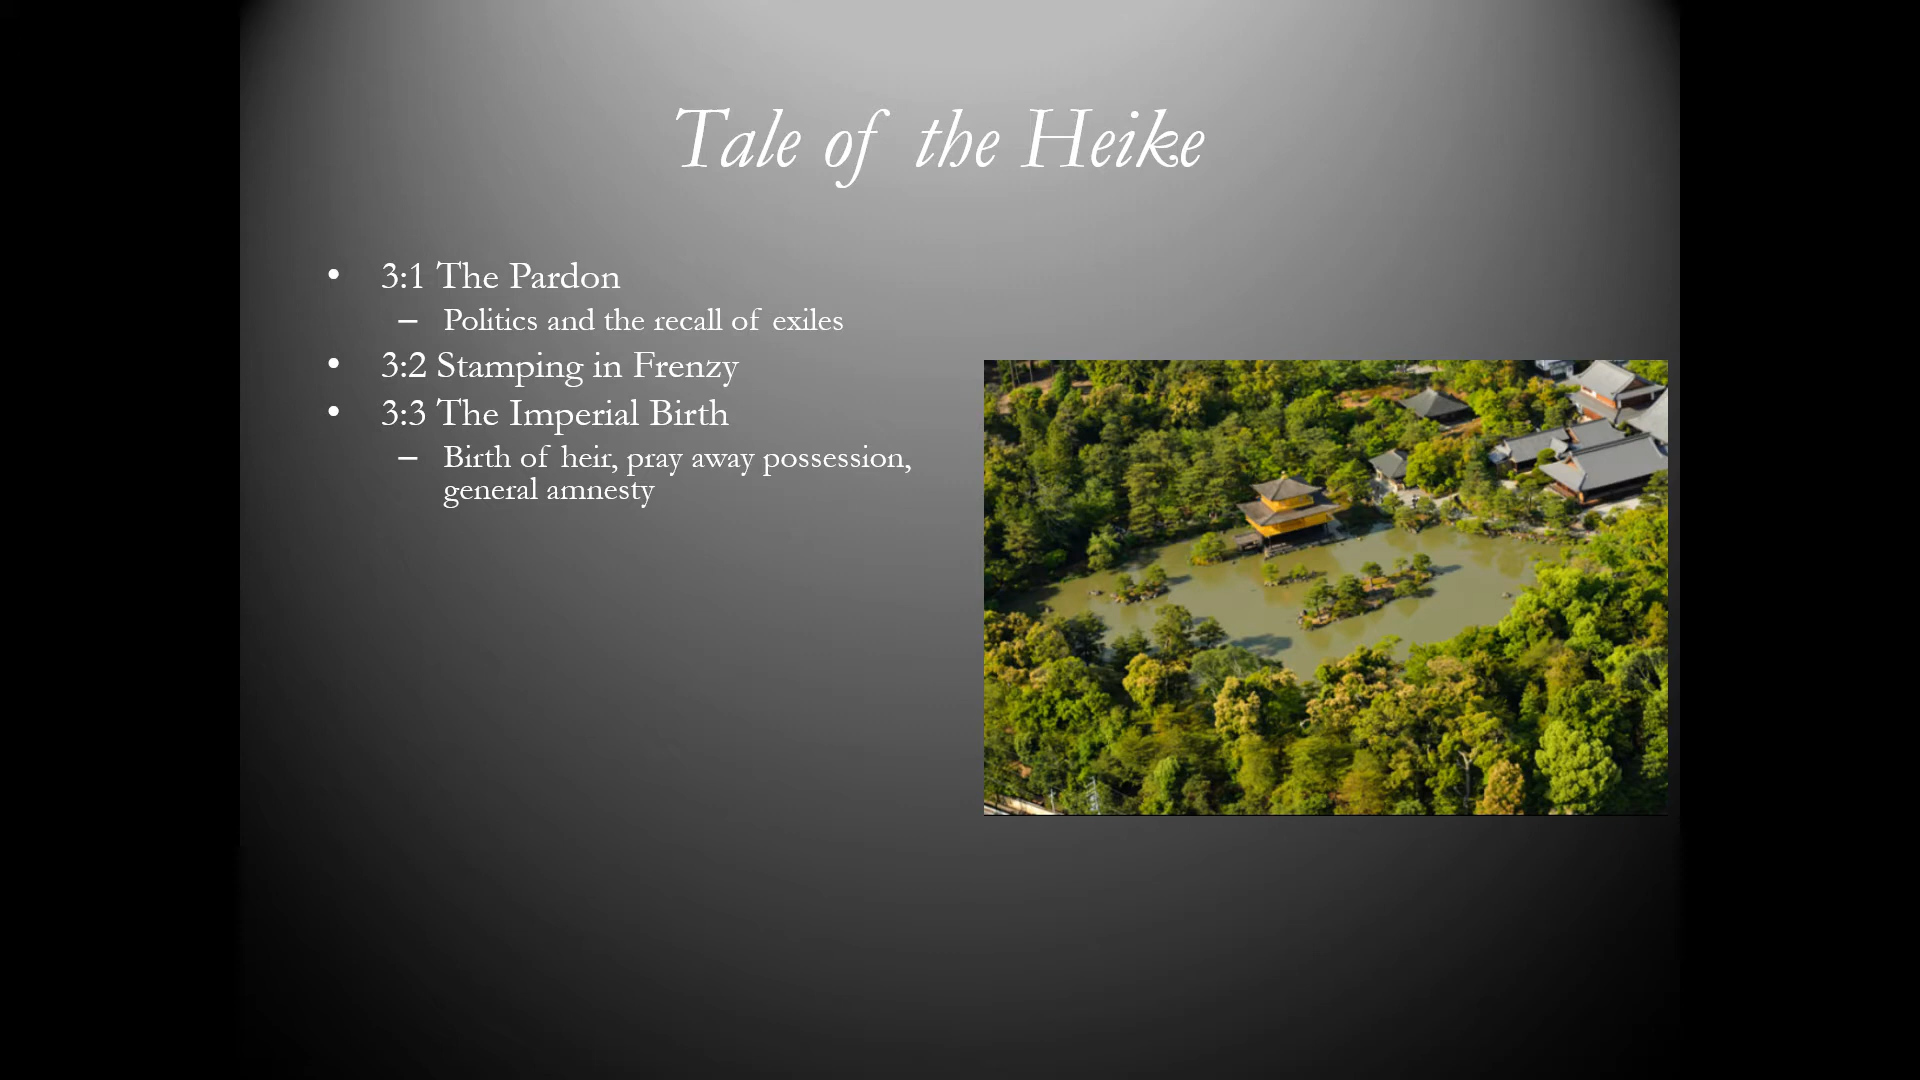 Tale of the Heike
• 3:1 The Pardon
– Politics and the recall of exiles
• 3:2 Stamping in Frenzy
• 3:3 The Imperial Birth
– Birth of heir, pray away possession,
general amnesty